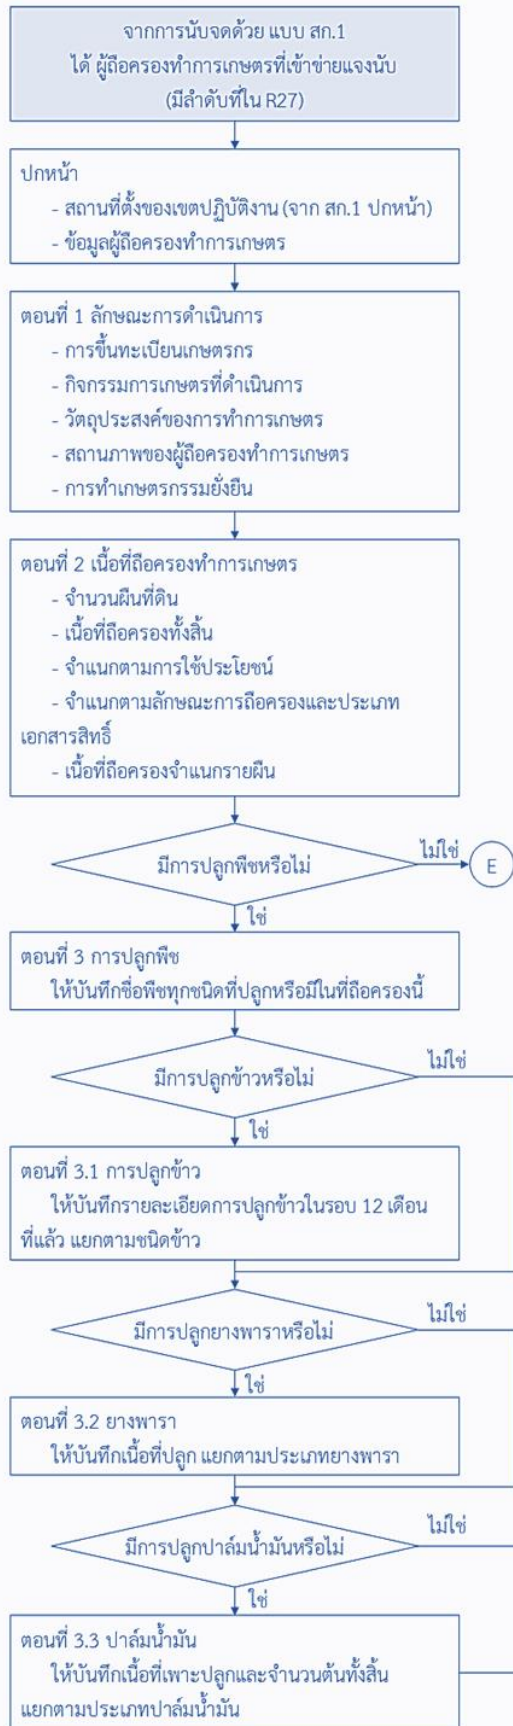 จากการนับจดด้วย แบบ สก.1
ได้ ผู้ถือครองทำการเกษตรที่เข้าข่ายแจงนับ
(มีลำดับที่ใน R27)
ปกหน้า
- สถานที่ตั้งของเขตปฏิบัติงาน (จาก สก.1 ปกหน้า)
- ข้อมูลผู้ถือครองทำการเกษตร
ตอนที่ 1 ลักษณะการดำเนินการ
- การขึ้นทะเบียนเกษตรกร
- กิจกรรมการเกษตรที่ดำเนินการ
- วัตถุประสงค์ของการทำการเกษตร
- สถานภาพของผู้ถือครองทำการเกษตร
- การทำเกษตรกรรมยั่งยืน
ตอนที่ 2 เนื้อที่ถือครองทำการเกษตร
- จำนวนผืนที่ดิน
- เนื้อที่ถือครองทั้งสิ้น
- จำแนกตามการใช้ประโยชน์
- จำแนกตามลักษณะการถือครองและประเภท
เอกสารสิทธิ์
- เนื้อที่ถือครองจำแนกรายผืน
มีการปลูกพืชหรือไม่
ไม่ใช่
E
ใช่
ตอนที่ 3 การปลูกพืช
ให้บันทึกชื่อพืชทุกชนิดที่ปลูกหรือมีในที่ถือครองนี้
มีการปลูกข้าวหรือไม่
ไม่ใช่
ใช่
ตอนที่ 3.1 การปลูกข้าว
ให้บันทึกรายละเอียดการปลูกข้าวในรอบ 12 เดือน
ที่แล้ว แยกตามชนิดข้าว
มีการปลูกยางพาราหรือไม่
ไม่ใช่
ใช่
ตอนที่ 3.2 ยางพารา
ให้บันทึกเนื้อที่ปลูก แยกตามประเภทยางพารา
มีการปลูกปาล์มน้ำมันหรือไม่
ไม่ใช่
ใช่
ตอนที่ 3.3 ปาล์มน้ำมัน
ให้บันทึกเนื้อที่เพาะปลูกและจำนวนต้นทั้งสิ้น
แยกตามประเภทปาล์มน้ำมัน